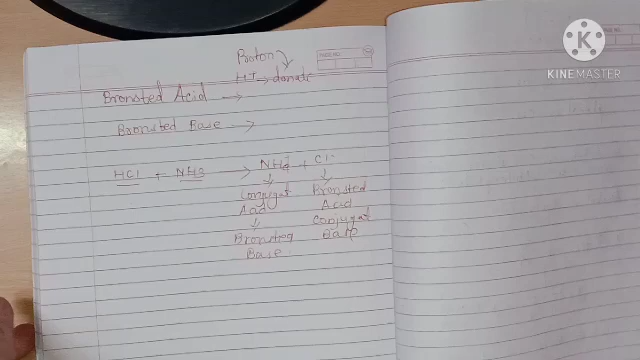 Proton
H+ → donate
Bronsted Acid →
Bronsted Base →
HCl + NH3 → NH4+ + Cl-
Conjugat Bronsted
Acid Acid
Bronsted Conjugat
Base Base
KINEMASTER